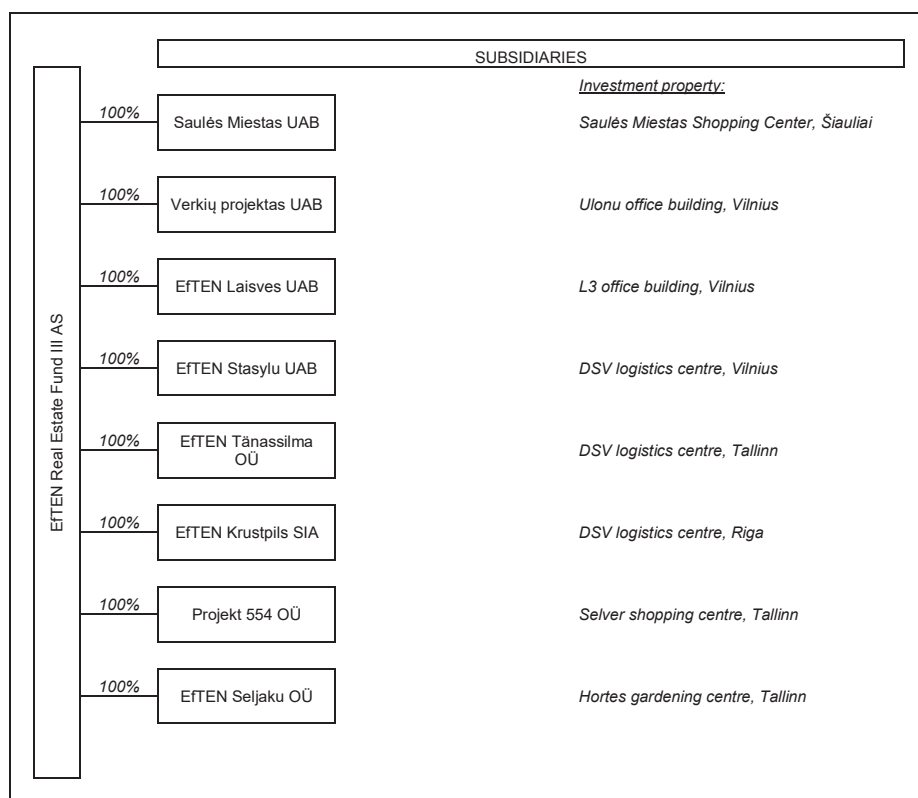 SUBSIDIARIES
EfTEN Real Estate Fund III AS
Investment property:
100%
Saulės Miestas UAB
Saulės Miestas Shopping Center, Šiauliai
100%
Verkių projektas UAB
Ulonu office building, Vilnius
100%
EfTEN Laisves UAB
L3 office building, Vilnius
100%
EfTEN Stasylu UAB
DSV logistics centre, Vilnius
100%
EfTEN Tänassilma
OÜ
DSV logistics centre, Tallinn
100%
EfTEN Krustpils SIA
DSV logistics centre, Riga
100%
Projekt 554 OÜ
Selver shopping centre, Tallinn
100%
EfTEN Seljaku OÜ
Hortes gardening centre, Tallinn